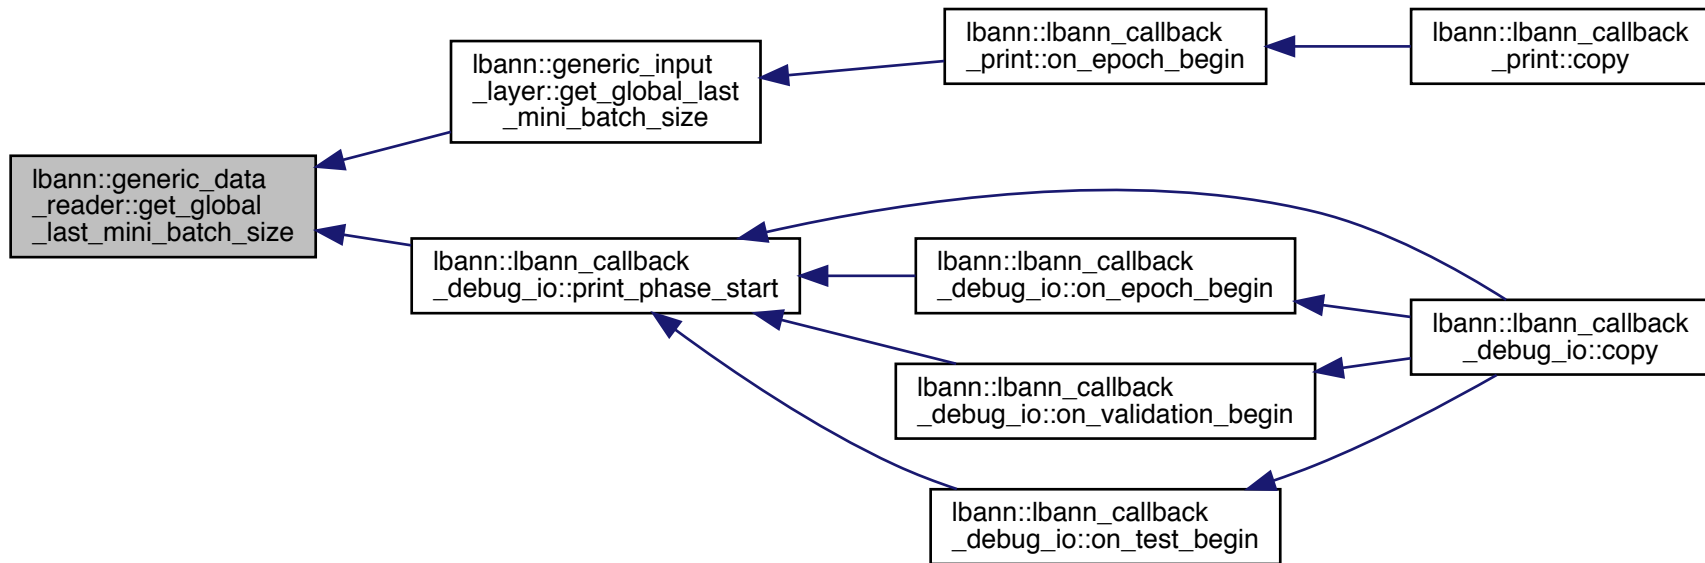 lbann::generic_data
_reader::get_global
_last_mini_batch_size
lbann::generic_input
_layer::get_global_last
_mini_batch_size
lbann::lbann_callback
_print::on_epoch_begin
lbann::lbann_callback
_print::copy
lbann::lbann_callback
_debug_io::print_phase_start
lbann::lbann_callback
_debug_io::on_epoch_begin
lbann::lbann_callback
_debug_io::copy
lbann::lbann_callback
_debug_io::on_validation_begin
lbann::lbann_callback
_debug_io::on_test_begin